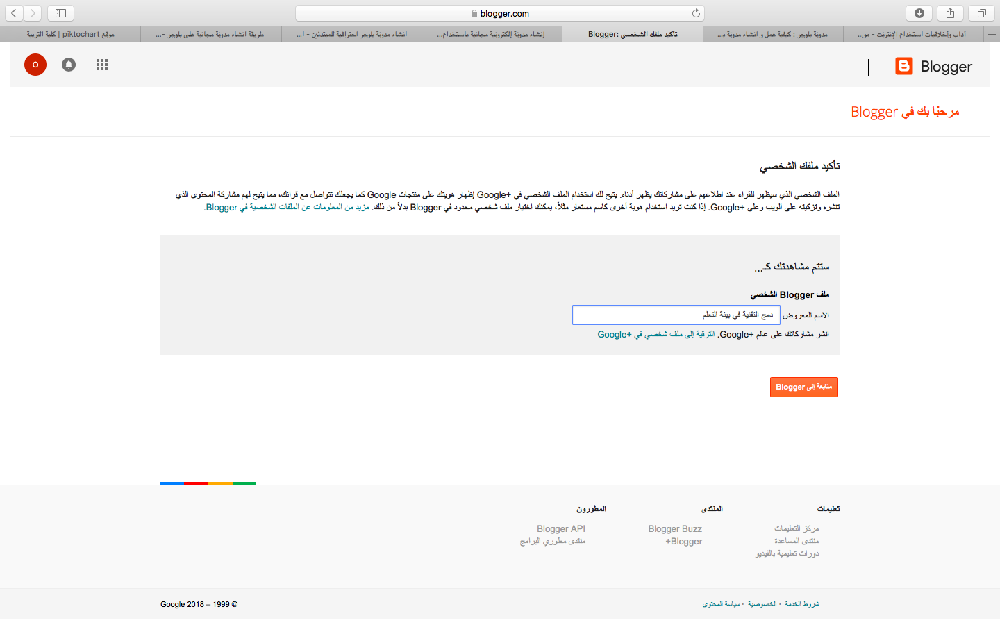 blogger.com
موقع piktochart | كلية التربية
طريقة انشاء مدونة مجانية على بلوجر -...
انشاء مدونة بلوجر احترافية للمبتدئين - ا...
إنشاء مدونة إلكترونية مجانية باستخدام...
Blogger: تأكيد ملفك الشخصي
مدونة بلوجر : كيفية عمل و انشاء مدونة ب...
آداب وأخلاقيات استخدام الإنترنت - مو...
O
Blogger
مرحبًا بك في Blogger
تأكيد ملفك الشخصي
الملف الشخصي الذي سيظهر للقراء عند اطلاعهم على مشاركاتك يظهر أدناه. يتيح لك استخدام الملف الشخصي في Google+‎ إظهار هويتك على منتجات Google كما يجعلك تتواصل مع قرائك، مما يتيح لهم مشاركة المحتوى الذي
تنشره وتزكيته على الويب وعلى Google+‎. إذا كنت تريد استخدام هوية أخرى كاسم مستعار مثلاً، يمكنك اختيار ملف شخصي محدود في Blogger بدلاً من ذلك. مزيد من المعلومات عن الملفات الشخصية في Blogger.
ستتم مشاهدتك كـ...
ملف Blogger الشخصي
الاسم المعروض دمج التقنية في بيئة التعلم
انشر مشاركاتك على عالم Google+‎. الترقية إلى ملف شخصي في Google+‎
متابعة إلى Blogger
تعليمات
مركز التعليمات
منتدى المساعدة
دورات تعليمية بالفيديو
المنتدى
Blogger Buzz
Blogger+
المطورون
Blogger API
منتدى مطوري البرامج
شروط الخدمة · الخصوصية · سياسة المحتوى
Google 2018 – 1999 ©